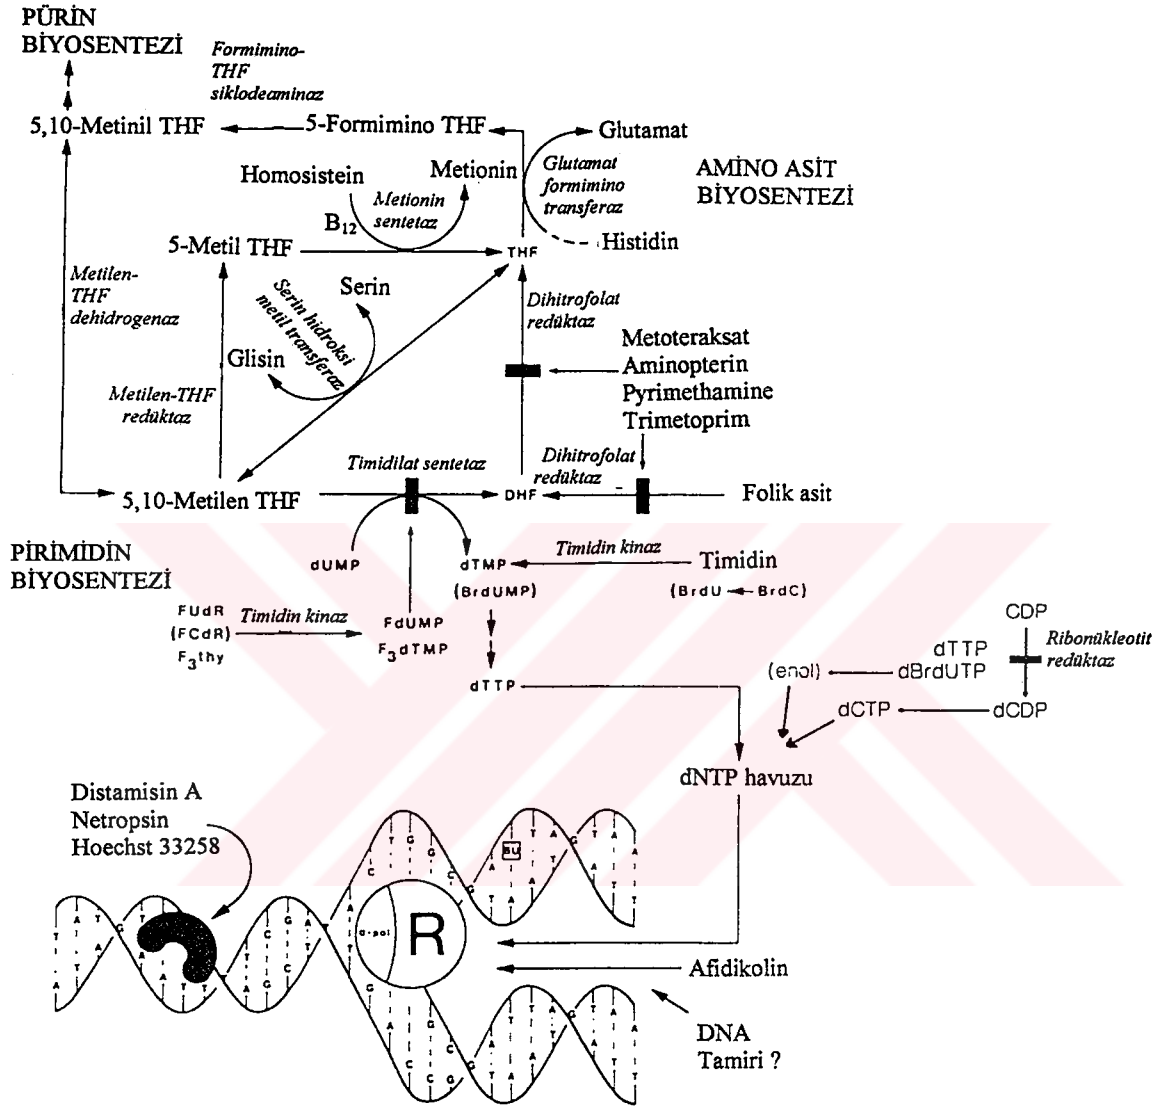 PÜRİN
BİYOSENTEZİ
Formimino-
THF
siklodeaminaz
5,10-Metinil THF
5-Formimino THF
Glutamat
Homosistein
Metionin
Glutamat
formimino
transferaz
AMİNO ASİT
BİYOSENTEZİ
Metionin
sentetaz
B12
5-Metil THF
THF
Histidin
Metilen-
THF
dehidrogenaz
Serin
Serin hidroksi
metil transferaz
Glisin
Dihitrofolat
redüktaz
Metoteraksat
Aminopterin
Pyrimethamine
Trimetoprim
Metilen-THF
redüktaz
Timidilat sentetaz
Dihitrofolat
redüktaz
5,10-Metilen THF
DHF
Folik asit
PİRİMİDİN
BİYOSENTEZİ
dUMP
dTMP
(BrdUMP)
Timidin kinaz
Timidin
(BrdU
BrdC)
FUdR
(FCdR)
F3thy
Timidin kinaz
FdUMP
F3dTMP
dTTP
CDP
Ribonükleotit
redüktaz
dTTP
dBrdUTP
(enol)
dCTP
dCDP
dNTP havuzu
Distamisin A
Netropsin
Hoechst 33258
BU
α-pol
R
Afidikolin
DNA
Tamiri ?